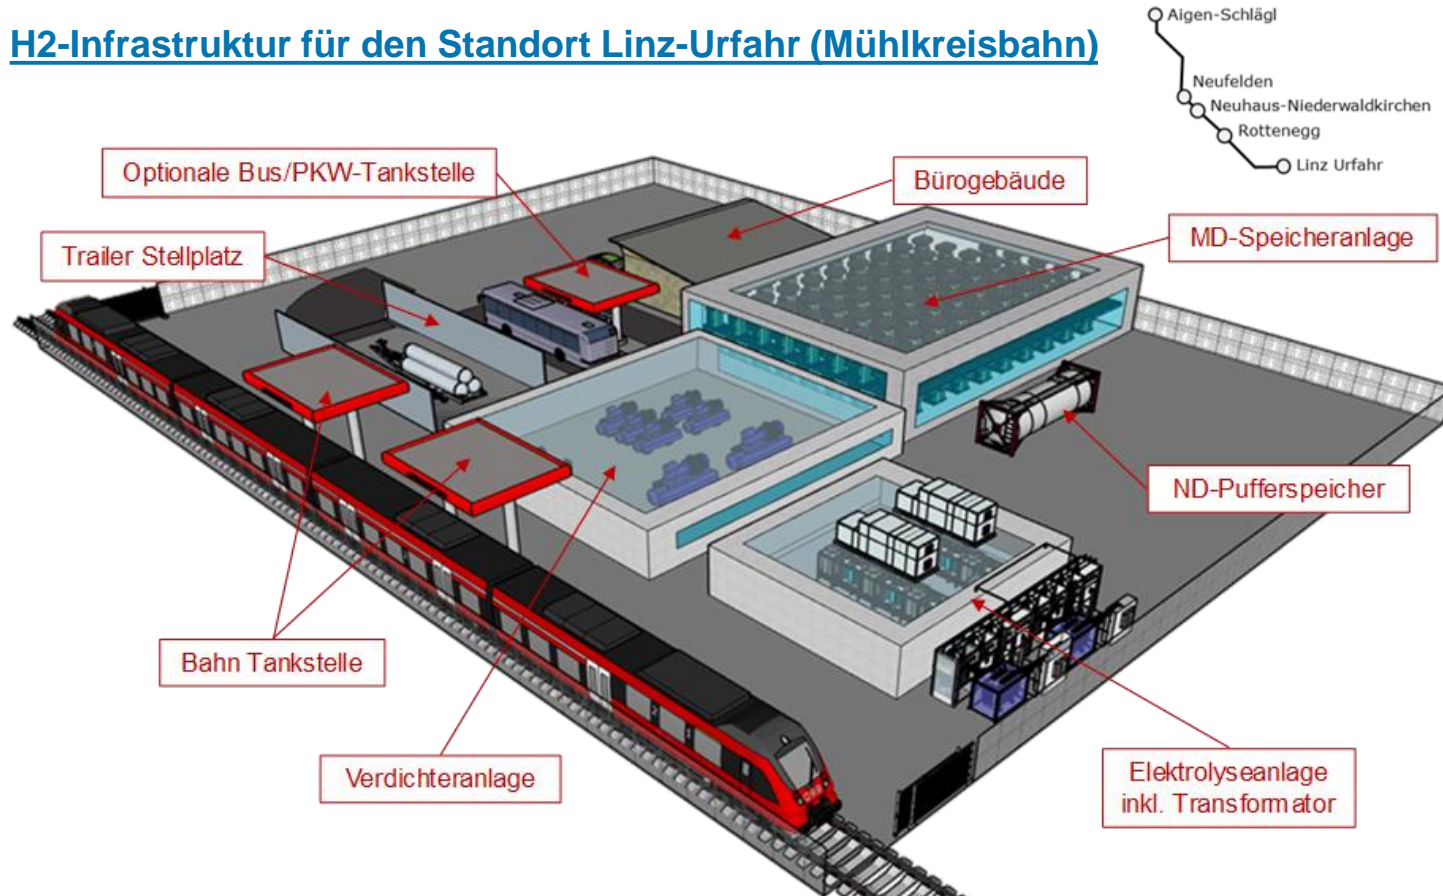 H2-Infrastruktur für den Standort Linz-Urfahr (Mühlkreisbahn)
Aigen-Schlägl
Neufelden
Neuhaus-Niederwaldkirchen
Rottenegg
Linz Urfahr
Optionale Bus/PKW-Tankstelle
Bürogebäude
Trailer Stellplatz
MD-Speicheranlage
ND-Pufferspeicher
Bahn Tankstelle
Verdichteranlage
Elektrolyseanlage
inkl. Transformator